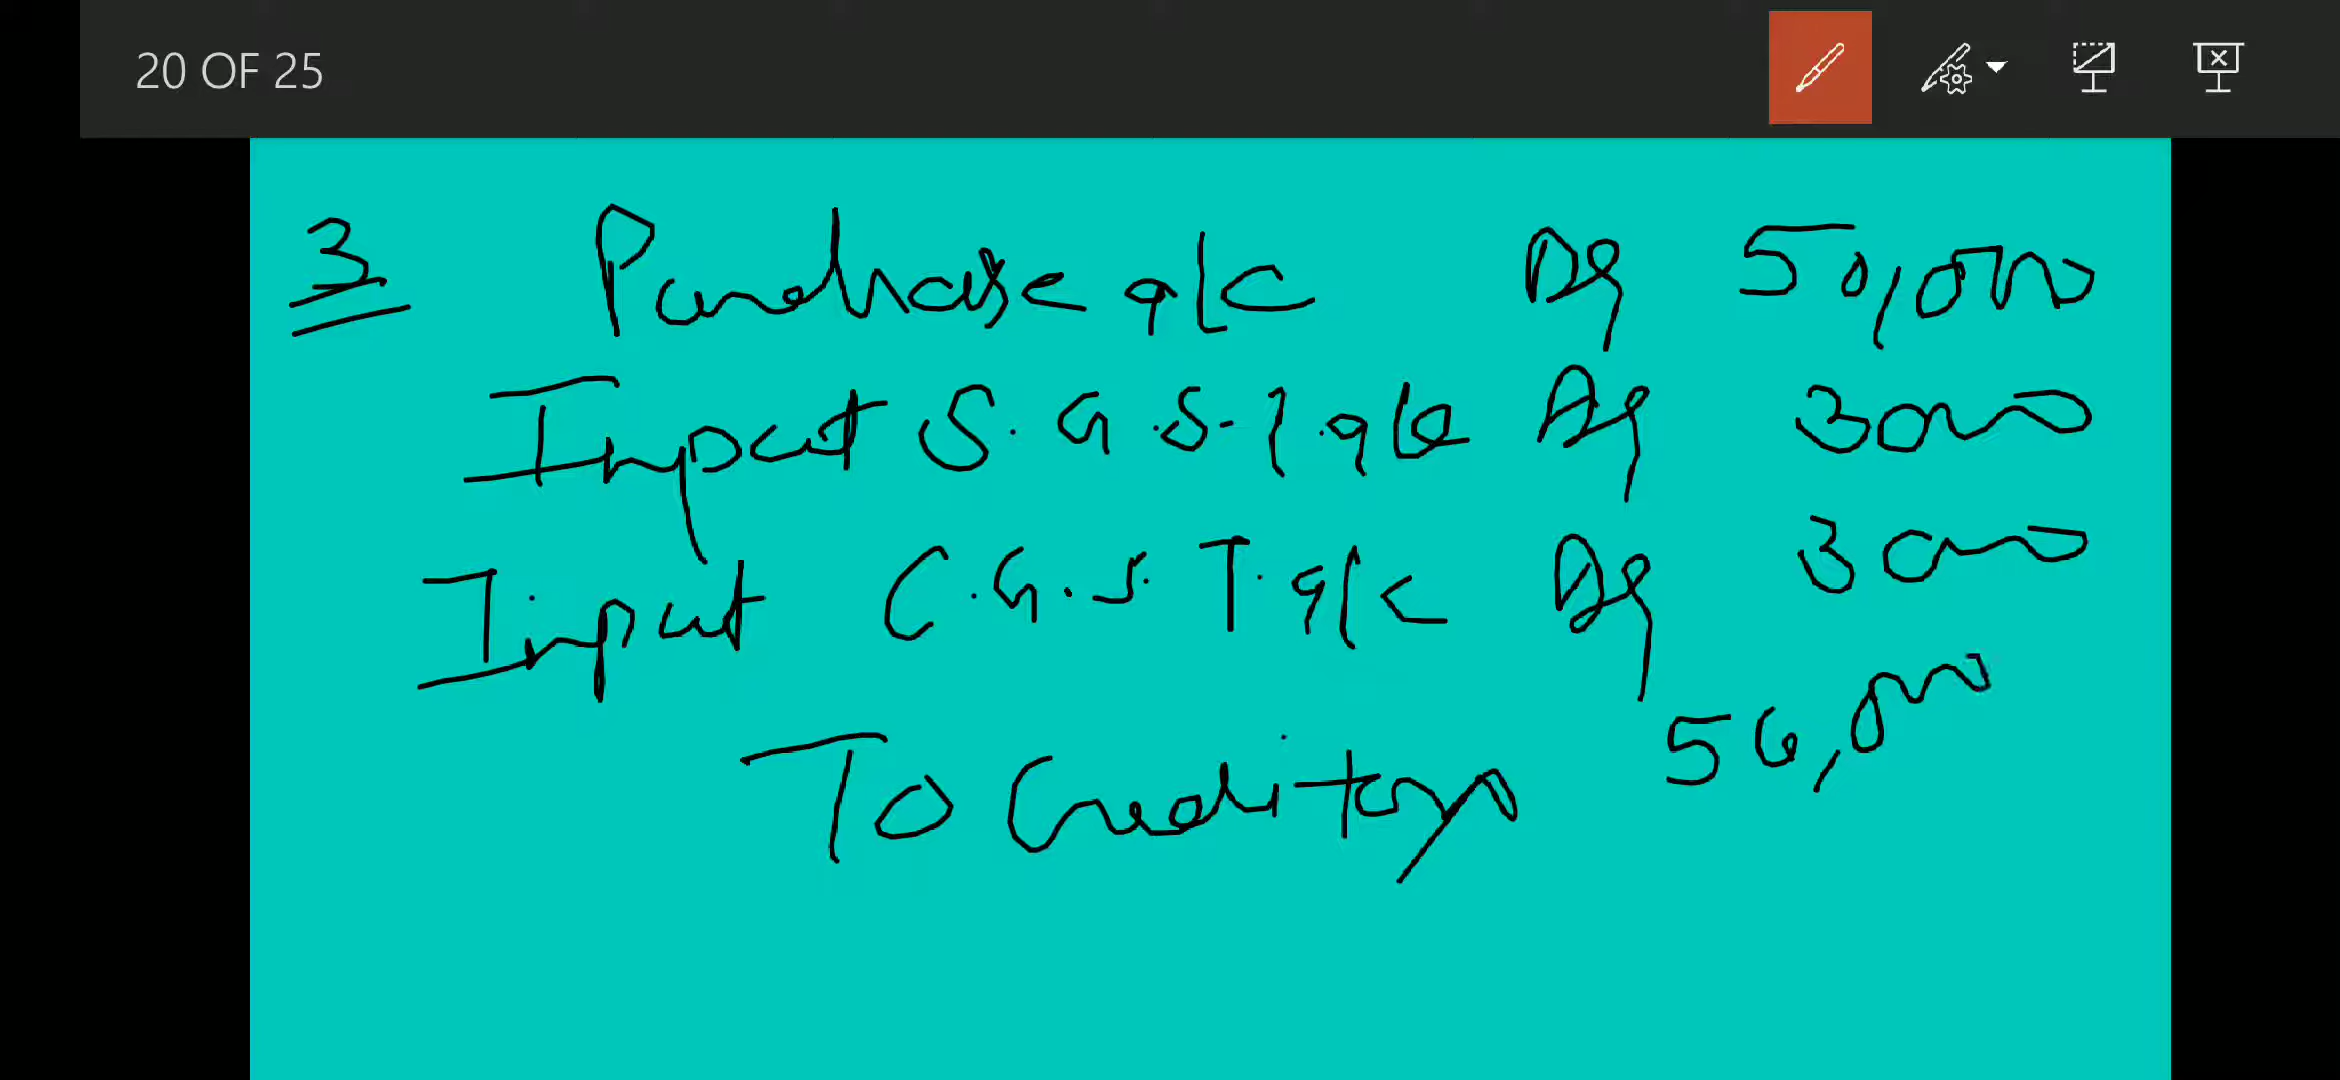 20 OF 25
3 Purchase a/c Dr 50,000
Input S.G.S.T. a/c Dr 3000
Input C.G.S.T. a/c Dr 3000
To Creditors 56,000